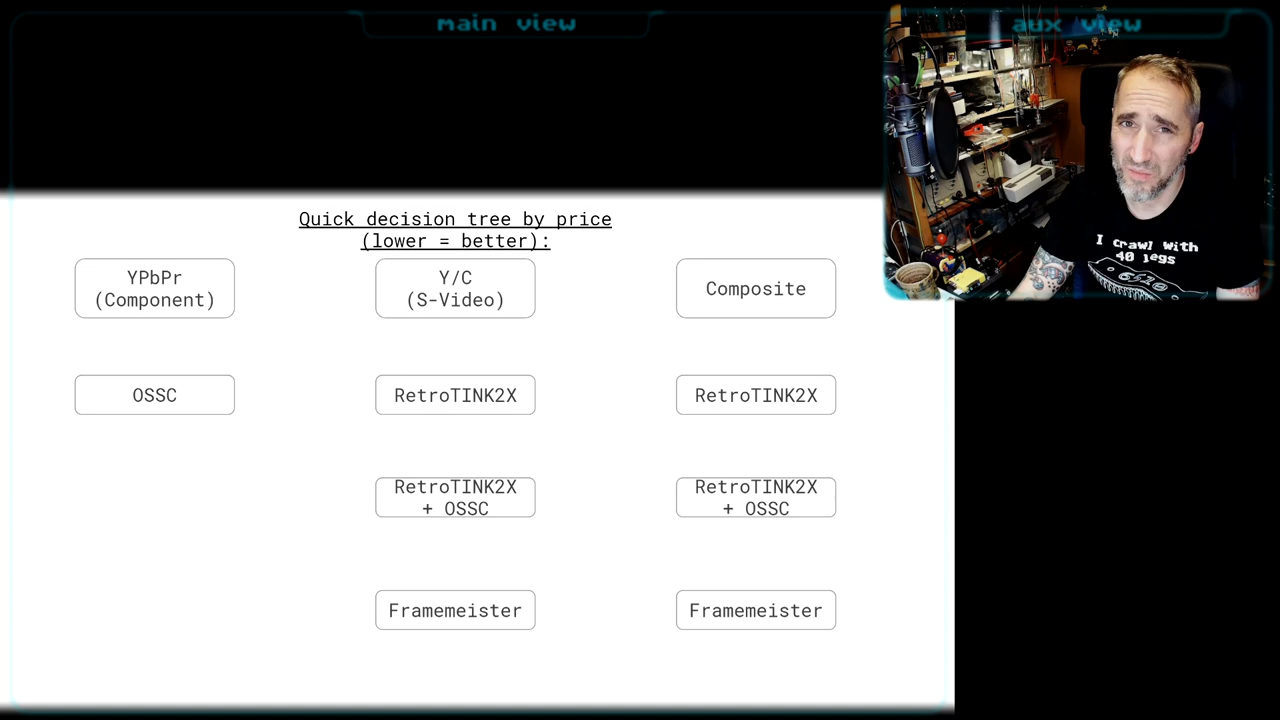 main view
aux view
I crawl with
40 legs
6510
Quick decision tree by price
(lower = better):
YPbPr
(Component)
Y/C
(S-Video)
Composite
OSSC
RetroTINK2X
RetroTINK2X
RetroTINK2X
+ OSSC
RetroTINK2X
+ OSSC
Framemeister
Framemeister